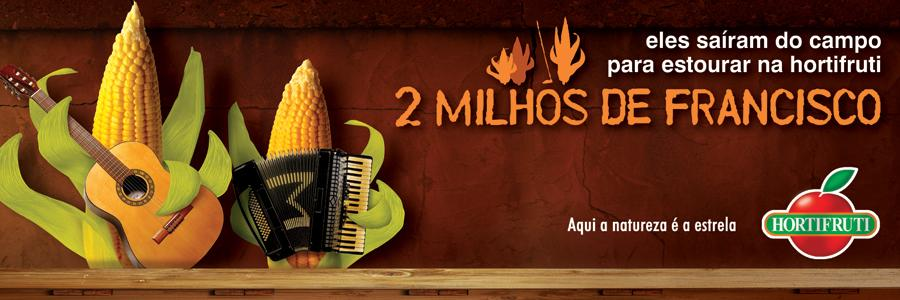 eles saíram do campo
para estourar na hortifruti
2 MILHOS DE FRANCISCO
Aqui a natureza é a estrela
HORTIFRUTI